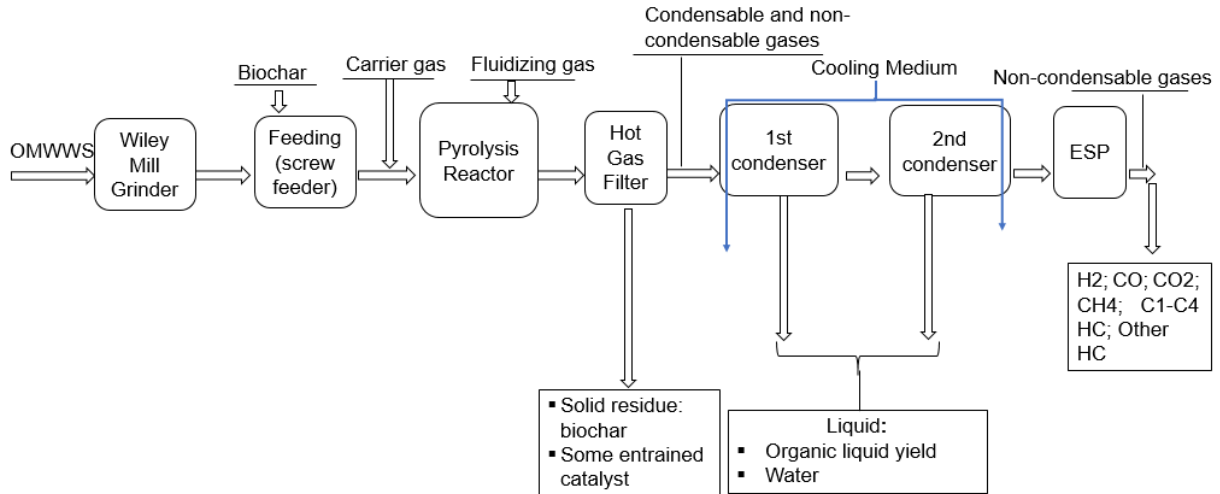 Condensable and non-
condensable gases
Biochar
Carrier gas
Fluidizing gas
Cooling Medium
Non-condensable gases
OMWWS
Wiley
Mill
Grinder
Feeding
(screw
feeder)
Pyrolysis
Reactor
Hot
Gas
Filter
1st
condenser
2nd
condenser
ESP
H2; CO; CO2;
CH4; C1-C4
HC; Other
HC
▪ Solid residue:
biochar
▪ Some entrained
catalyst
Liquid:
▪ Organic liquid yield
▪ Water